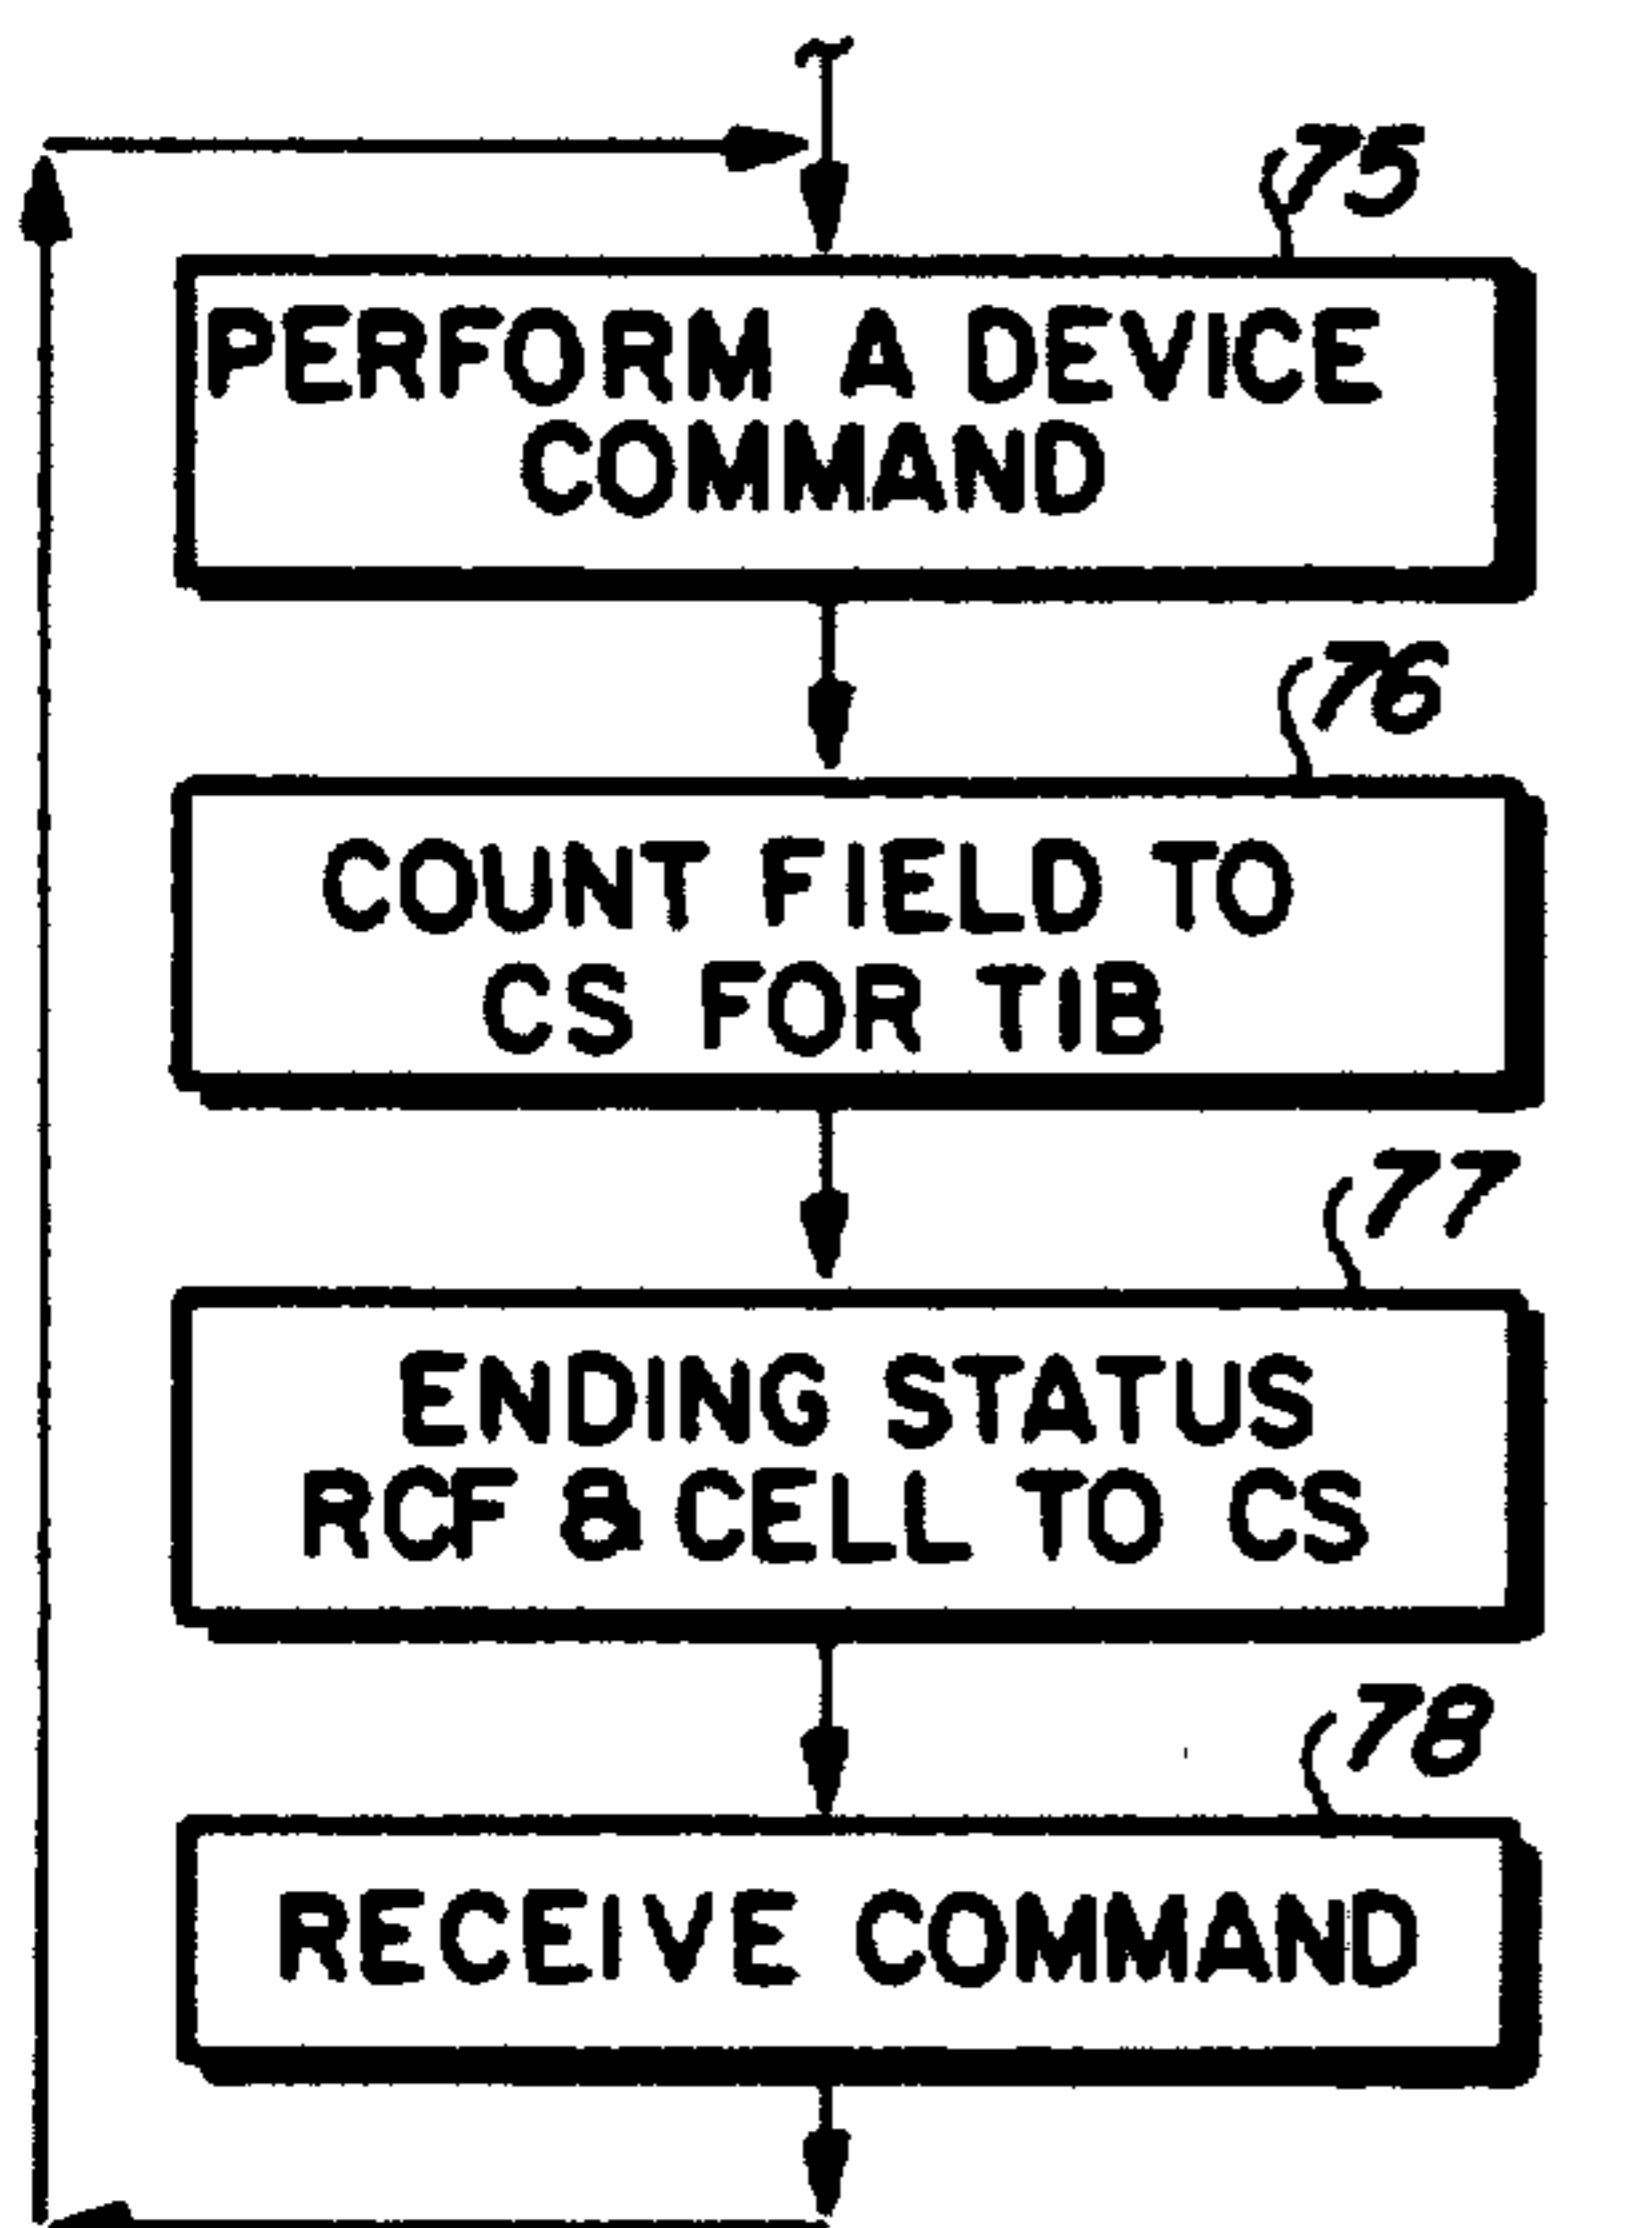 75
PERFORM A DEVICE
COMMAND
76
COUNT FIELD TO
CS FOR TIB
77
ENDING STATUS
RCF & CELL TO CS
78
RECEIVE COMMAND